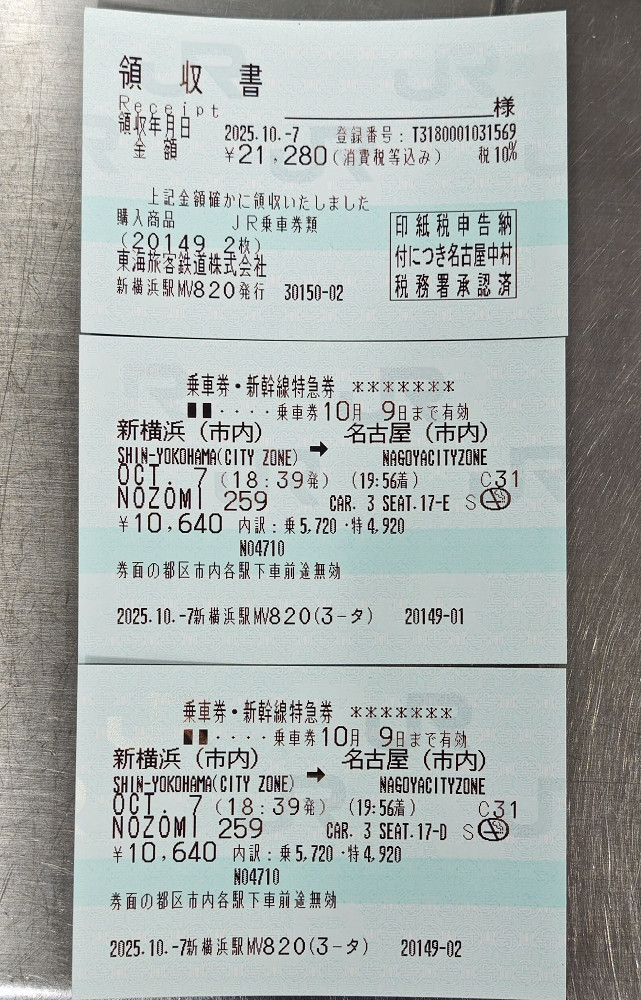 領収書
Receipt
様
領収年月日 2025.10.-7 登録番号:T3180001031569
金額 ¥21,280(消費税等込み) 税10%
上記金額確かに領収いたしました
購入商品 JR乗車券類
(20149 2枚)
東海旅客鉄道株式会社
新横浜駅MV820発行 30150-02
印紙税申告納
付につき名古屋中村
税務署承認済
乗車券・新幹線特急券 *******
■■・・・・乗車券10月 9日まで有効
新横浜(市内) → 名古屋(市内)
SHIN-YOKOHAMA(CITY ZONE) NAGOYACITYZONE
OCT. 7 (18:39発) (19:56着) C31
NOZOMI 259 CAR. 3 SEAT.17-E S
¥10,640 内訳:乗5,720・特4,920
NO4710
券面の都区市内各駅下車前途無効
2025.10.-7新横浜駅MV820(3-タ) 20149-01
乗車券・新幹線特急券 *******
■■・・・・乗車券10月 9日まで有効
新横浜(市内) → 名古屋(市内)
SHIN-YOKOHAMA(CITY ZONE) NAGOYACITYZONE
OCT. 7 (18:39発) (19:56着) C31
NOZOMI 259 CAR. 3 SEAT.17-D S
¥10,640 内訳:乗5,720・特4,920
NO4710
券面の都区市内各駅下車前途無効
2025.10.-7新横浜駅MV820(3-タ) 20149-02